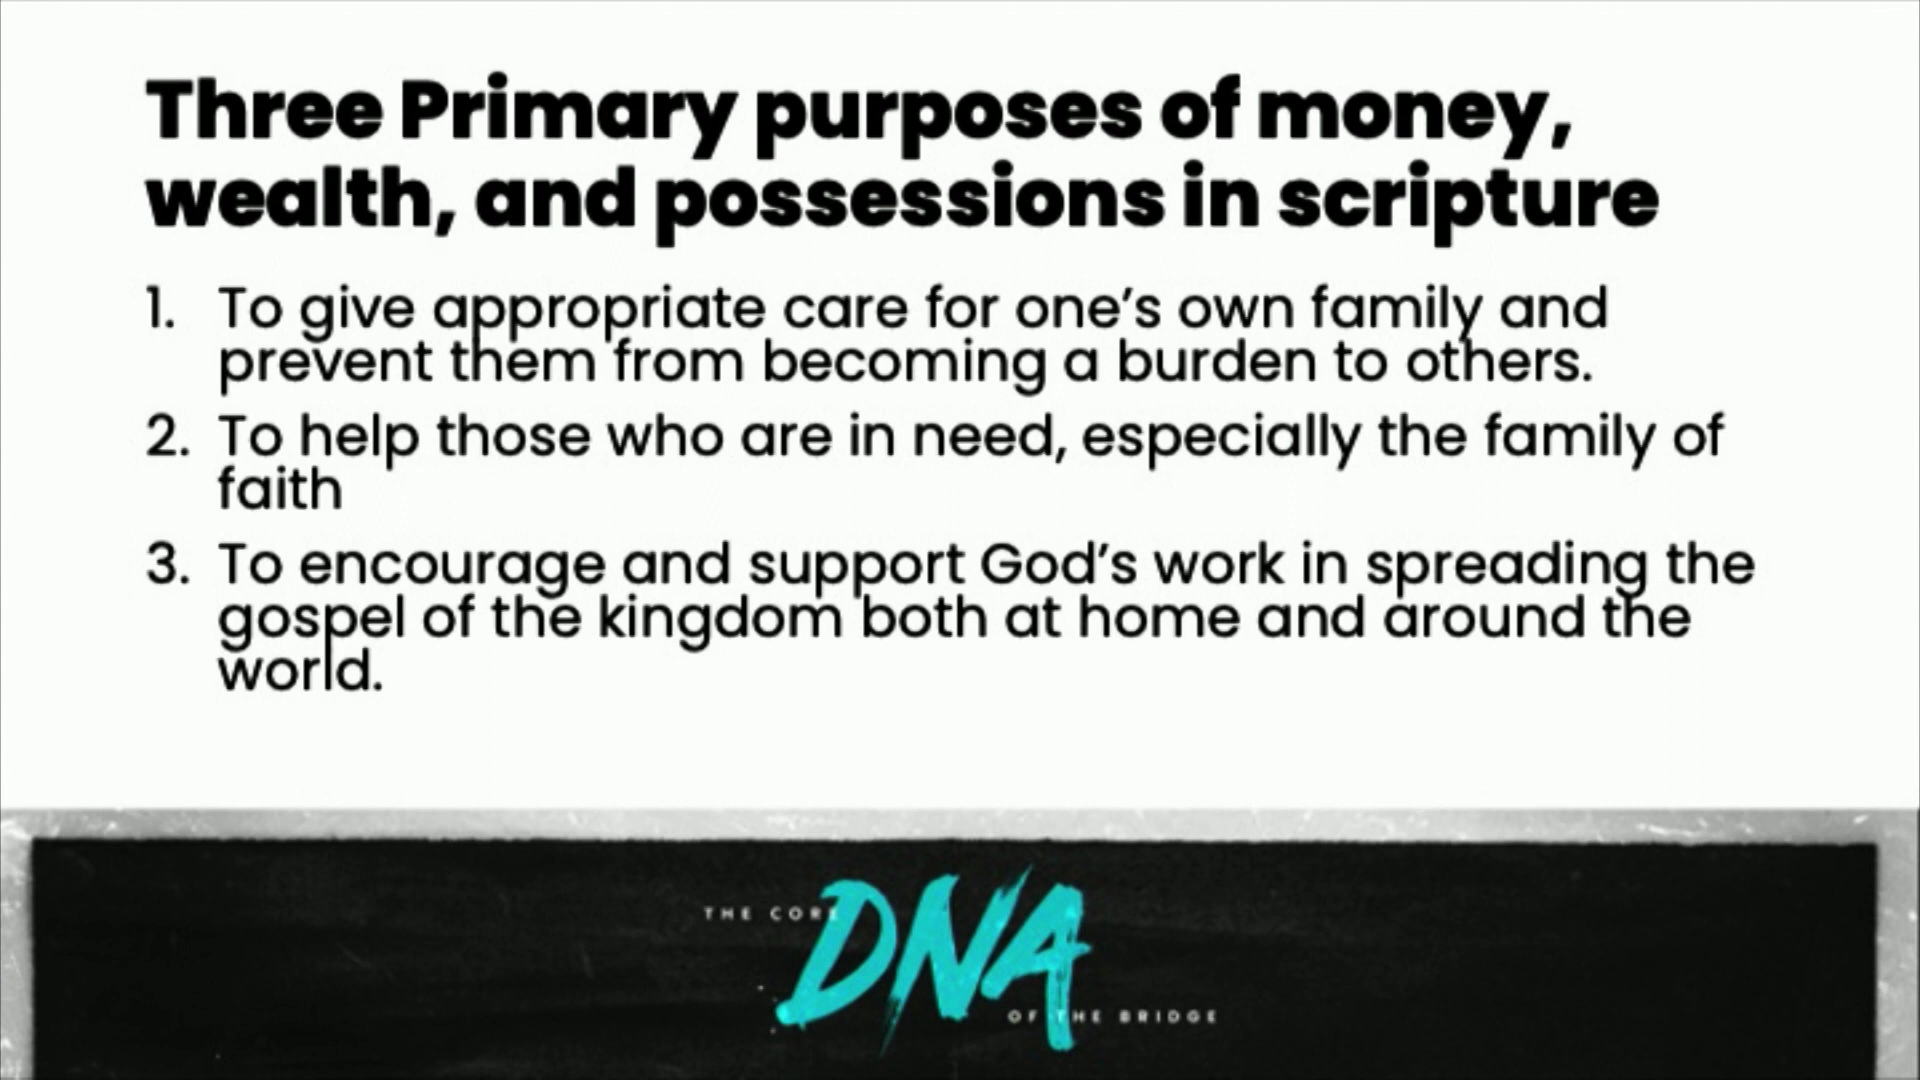 Three Primary purposes of money,
wealth, and possessions in scripture
1. To give appropriate care for one’s own family and
prevent them from becoming a burden to others.
2. To help those who are in need, especially the family of
faith
3. To encourage and support God’s work in spreading the
gospel of the kingdom both at home and around the
world.
THE CORE
DNA
OF THE BRIDGE